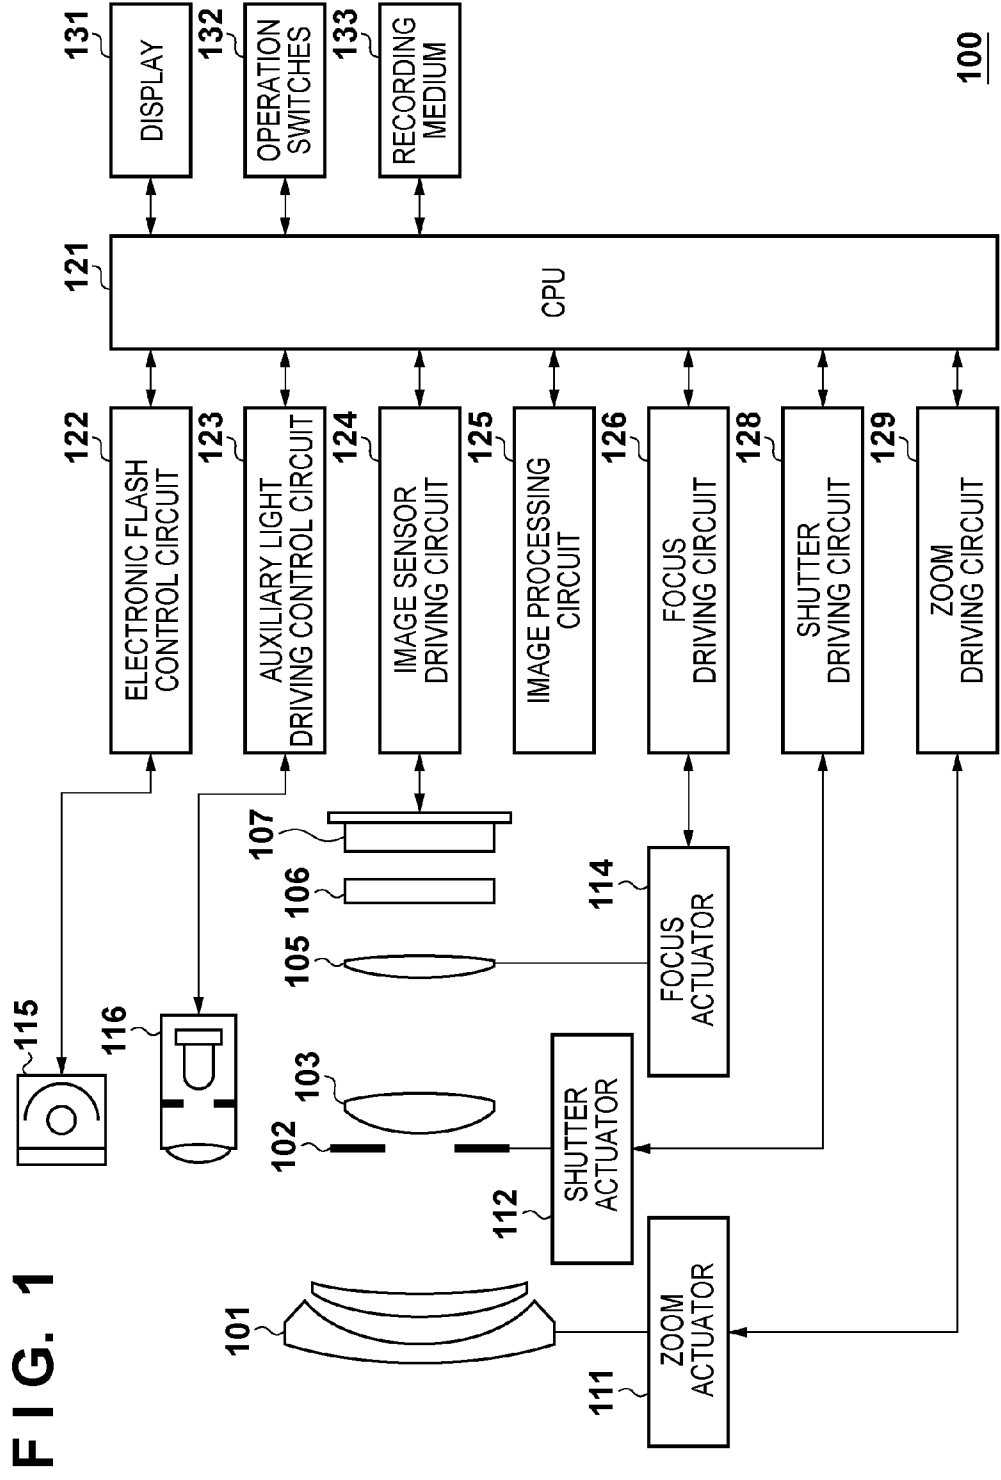 FIG. 1
100
101
102
103
105
106
107
115
116
111
ZOOM
ACTUATOR
112
SHUTTER
ACTUATOR
114
FOCUS
ACTUATOR
122
ELECTRONIC FLASH
CONTROL CIRCUIT
123
AUXILIARY LIGHT
DRIVING CONTROL CIRCUIT
124
IMAGE SENSOR
DRIVING CIRCUIT
125
IMAGE PROCESSING
CIRCUIT
126
FOCUS
DRIVING CIRCUIT
128
SHUTTER
DRIVING CIRCUIT
129
ZOOM
DRIVING CIRCUIT
121
CPU
131
DISPLAY
132
OPERATION
SWITCHES
133
RECORDING
MEDIUM